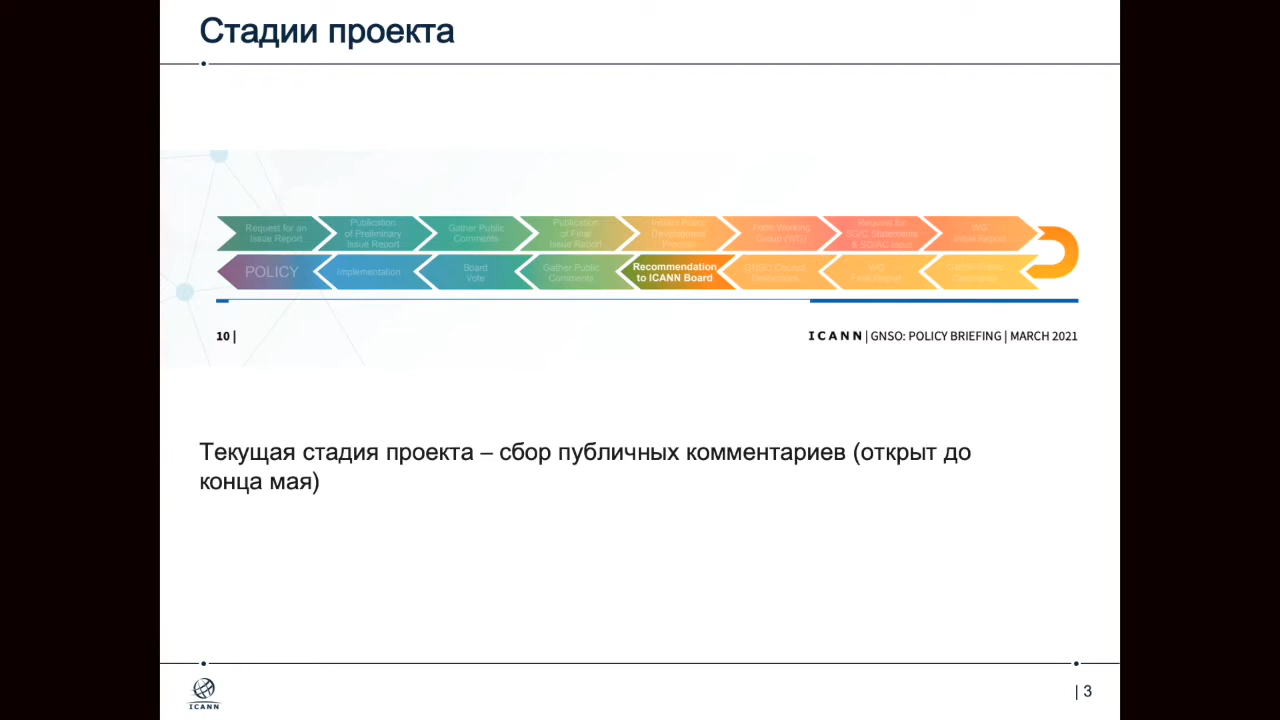 Стадии проекта
Request for an
Issue Report
Publication
of Preliminary
Issue Report
Gather Public
Comments
Publication
of Final
Issue Report
Initiate Policy
Development
Process
Form Working
Group (WG)
Request for
SG/C Statements
& SO/AC Input
WG
Initial Report
POLICY
Implementation
Board
Vote
Gather Public
Comments
Recommendation
to ICANN Board
GNSO Council
WG
Final Report
Gather Public
Comments
10 |
ICANN | GNSO: POLICY BRIEFING | MARCH 2021
Текущая стадия проекта – сбор публичных комментариев (открыт до
конца мая)
ICANN
| 3